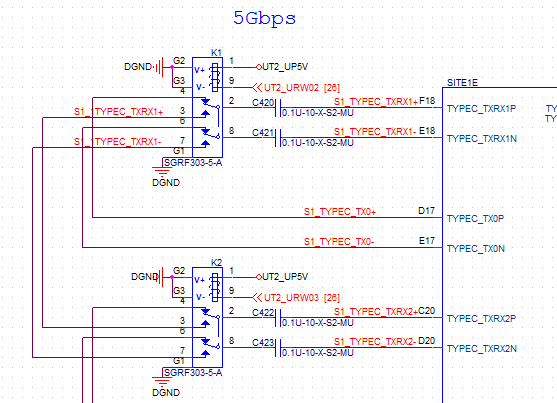 5Gbps
K1
DGND G2 V+ 1 UT2_UP5V
G3 V- 9 UT2_URW02 [26]
SITE1E
4
S1_TYPEC_TXRX1+ 3 2 C420 S1_TYPEC_TXRX1+ F18 TYPEC_TXRX1P TY
0.1U-10-X-S2-MU
TY
6
S1_TYPEC_TXRX1- 7 8 C421 S1_TYPEC_TXRX1- E18 TYPEC_TXRX1N
0.1U-10-X-S2-MU
G1
SGRF303-5-A
DGND
S1_TYPEC_TX0+ D17 TYPEC_TX0P
S1_TYPEC_TX0- E17 TYPEC_TX0N
K2
DGND G2 V+ 1 UT2_UP5V
G3 V- 9 UT2_URW03 [26]
4
3 2 C422 S1_TYPEC_TXRX2+ C20 TYPEC_TXRX2P
0.1U-10-X-S2-MU
6
7 8 C423 S1_TYPEC_TXRX2- D20 TYPEC_TXRX2N
0.1U-10-X-S2-MU
G1
SGRF303-5-A
DGND